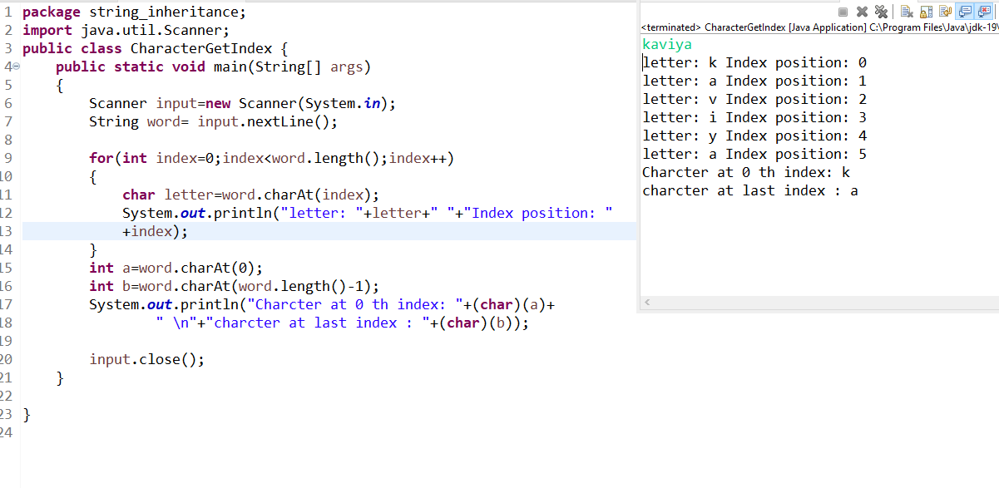 1 package string_inheritance;
2 import java.util.Scanner;
3 public class CharacterGetIndex {
4 public static void main(String[] args)
5 {
6 Scanner input=new Scanner(System.in);
7 String word= input.nextLine();
8
9 for(int index=0;index<word.length();index++)
10 {
11 char letter=word.charAt(index);
12 System.out.println("letter: "+letter+" "+"Index position: "
13 +index);
14 }
15 int a=word.charAt(0);
16 int b=word.charAt(word.length()-1);
17 System.out.println("Charcter at 0 th index: "+(char)(a)+
18 " \n"+"charcter at last index : "+(char)(b));
19
20 input.close();
21 }
22
23 }
24
<terminated> CharacterGetIndex [Java Application] C:\Program Files\Java\jdk-19\
kaviya
letter: k Index position: 0
letter: a Index position: 1
letter: v Index position: 2
letter: i Index position: 3
letter: y Index position: 4
letter: a Index position: 5
Charcter at 0 th index: k
charcter at last index : a